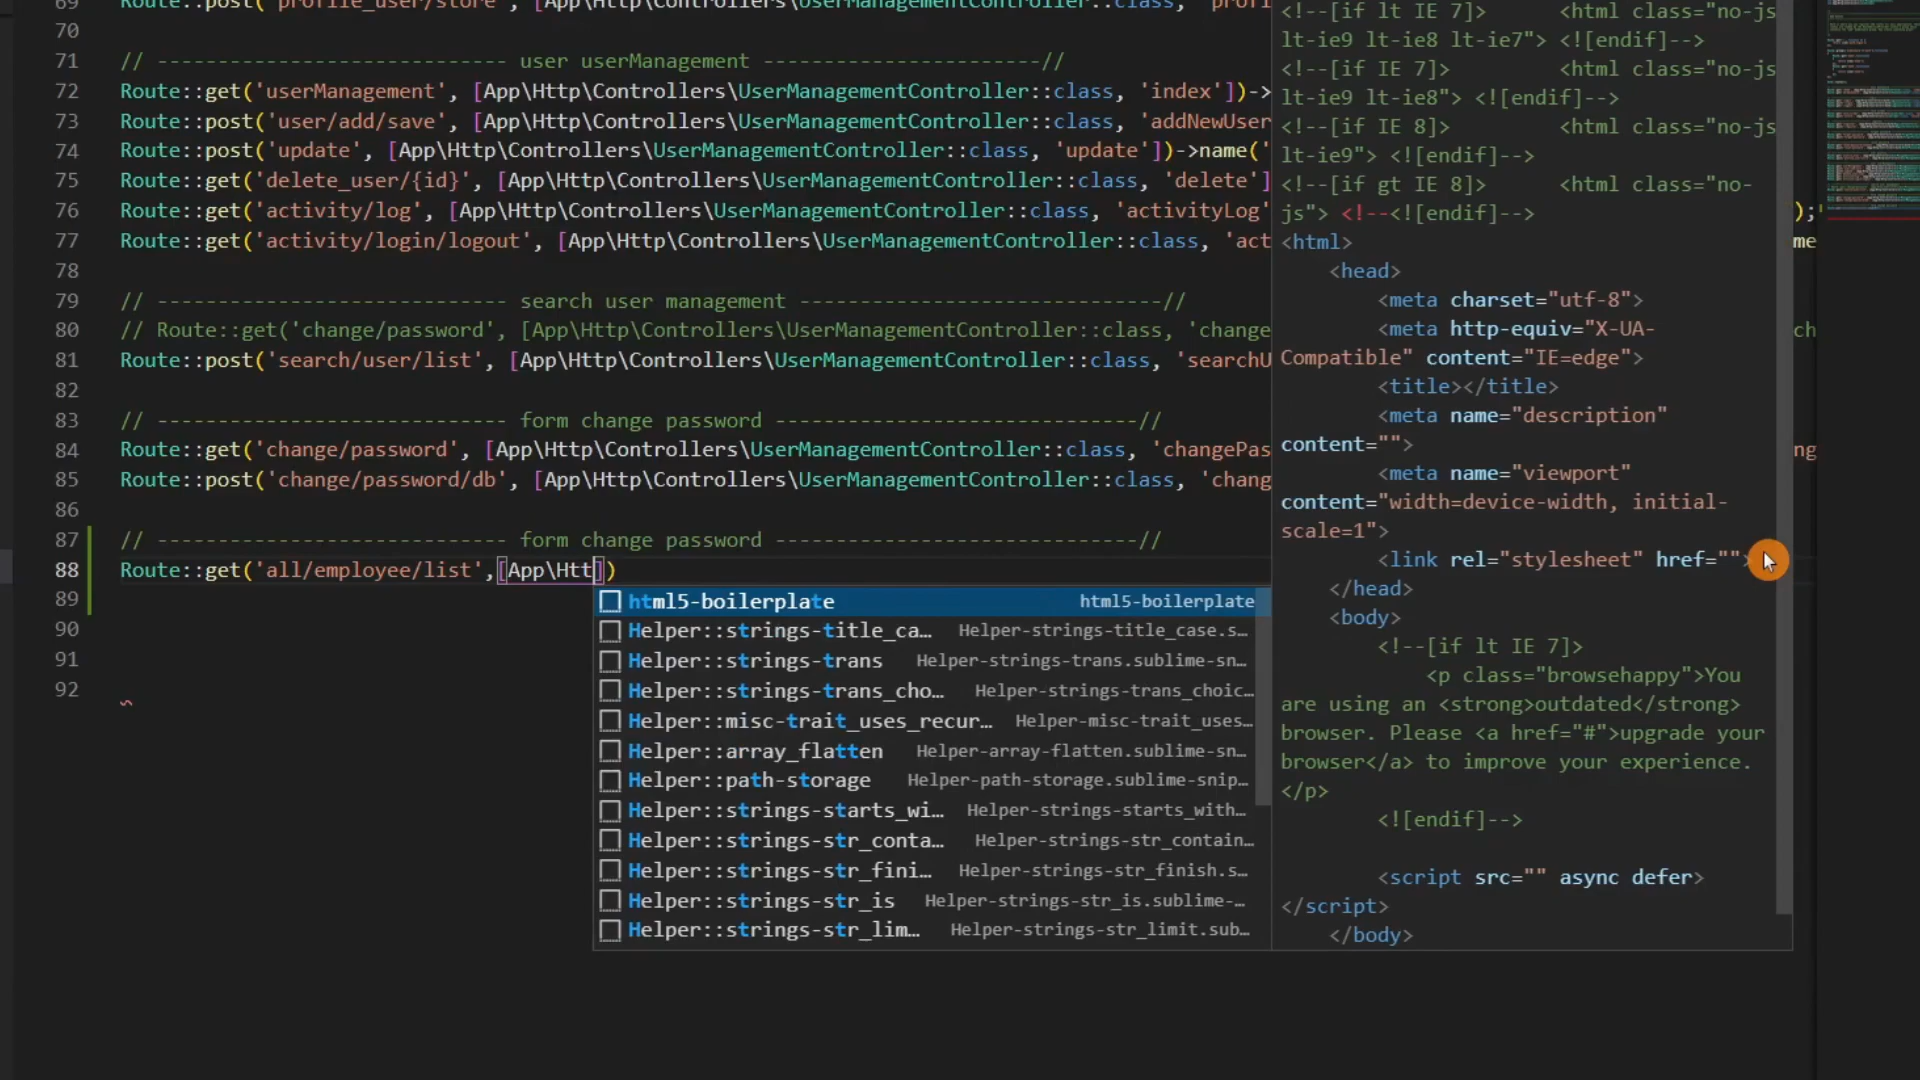 69 Route::post('profile_user/store', [App\Http\Controllers\UserManagementController::class, 'profi
70
71 // ----------------------------- user userManagement -----------------------//
72 Route::get('userManagement', [App\Http\Controllers\UserManagementController::class, 'index'])->
73 Route::post('user/add/save', [App\Http\Controllers\UserManagementController::class, 'addNewUser
74 Route::post('update', [App\Http\Controllers\UserManagementController::class, 'update'])->name('
75 Route::get('delete_user/{id}', [App\Http\Controllers\UserManagementController::class, 'delete']
76 Route::get('activity/log', [App\Http\Controllers\UserManagementController::class, 'activityLog' );
77 Route::get('activity/login/logout', [App\Http\Controllers\UserManagementController::class, 'act me
78
79 // ----------------------------- search user management ------------------------------//
80 // Route::get('change/password', [App\Http\Controllers\UserManagementController::class, 'change ch
81 Route::post('search/user/list', [App\Http\Controllers\UserManagementController::class, 'searchU
82
83 // ----------------------------- form change password ------------------------------//
84 Route::get('change/password', [App\Http\Controllers\UserManagementController::class, 'changePas ng
85 Route::post('change/password/db', [App\Http\Controllers\UserManagementController::class, 'chang
86
87 // ----------------------------- form change password ------------------------------//
88 Route::get('all/employee/list',[App\Htt])
89
90
91
92
html5-boilerplate html5-boilerplate
Helper::strings-title_ca… Helper-strings-title_case.s…
Helper::strings-trans Helper-strings-trans.sublime-sn…
Helper::strings-trans_cho… Helper-strings-trans_choic…
Helper::misc-trait_uses_recur… Helper-misc-trait_uses…
Helper::array_flatten Helper-array-flatten.sublime-sn…
Helper::path-storage Helper-path-storage.sublime-snip…
Helper::strings-starts_wi… Helper-strings-starts_with…
Helper::strings-str_conta… Helper-strings-str_contain…
Helper::strings-str_fini… Helper-strings-str_finish.s…
Helper::strings-str_is Helper-strings-str_is.sublime-…
Helper::strings-str_lim… Helper-strings-str_limit.sub…
<!--[if lt IE 7]> <html class="no-js
lt-ie9 lt-ie8 lt-ie7"> <![endif]-->
<!--[if IE 7]> <html class="no-js
lt-ie9 lt-ie8"> <![endif]-->
<!--[if IE 8]> <html class="no-js
lt-ie9"> <![endif]-->
<!--[if gt IE 8]> <html class="no-
js"> <!--<![endif]-->
<html>
<head>
<meta charset="utf-8">
<meta http-equiv="X-UA-
Compatible" content="IE=edge">
<title></title>
<meta name="description"
content="">
<meta name="viewport"
content="width=device-width, initial-
scale=1">
<link rel="stylesheet" href="">
</head>
<body>
<!--[if lt IE 7]>
<p class="browsehappy">You
are using an <strong>outdated</strong>
browser. Please <a href="#">upgrade your
browser</a> to improve your experience.
</p>
<![endif]-->
<script src="" async defer>
</script>
</body>